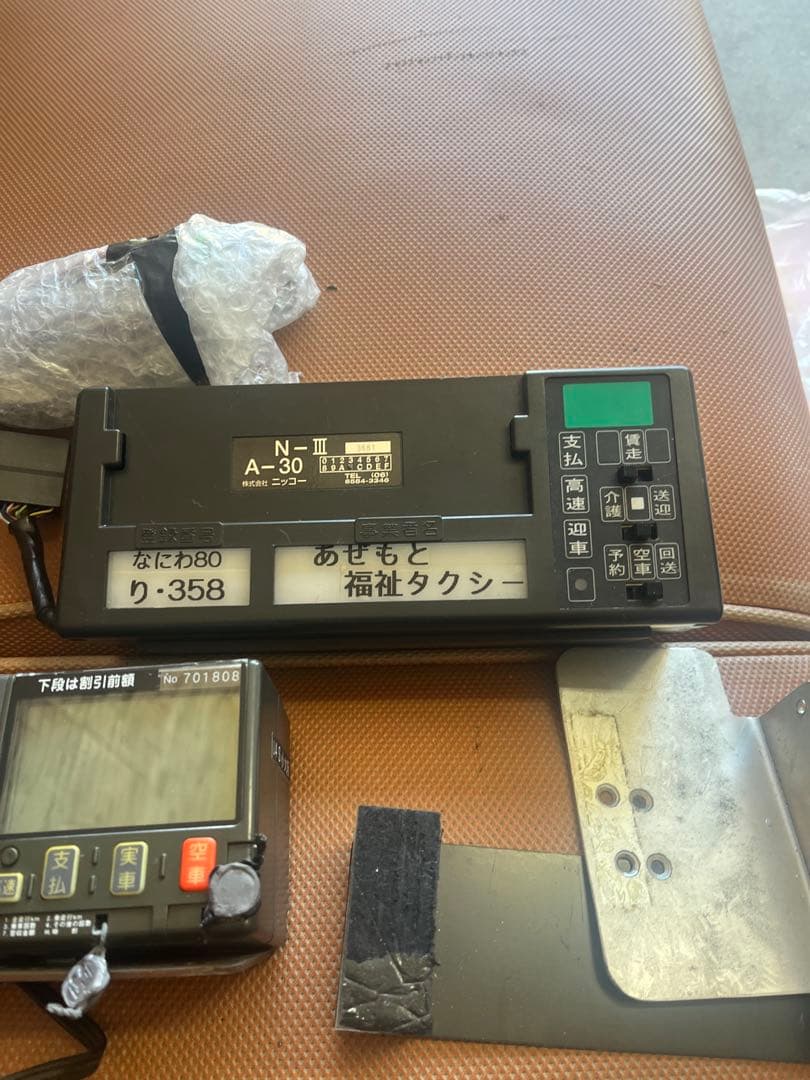 N-III
A-30
0 1 2 3 4 5 6 7
8 9 A C D E F
株式会社 ニッコー
TEL (06)
6584-3346
登録番号
事業者名
なにわ80
り・358
あぜもと
福祉タクシー
支払
賃走
高速
介護
送迎
迎車
予約
空車
回送
下段は割引前額
No 701808
支払
実車
空車
速